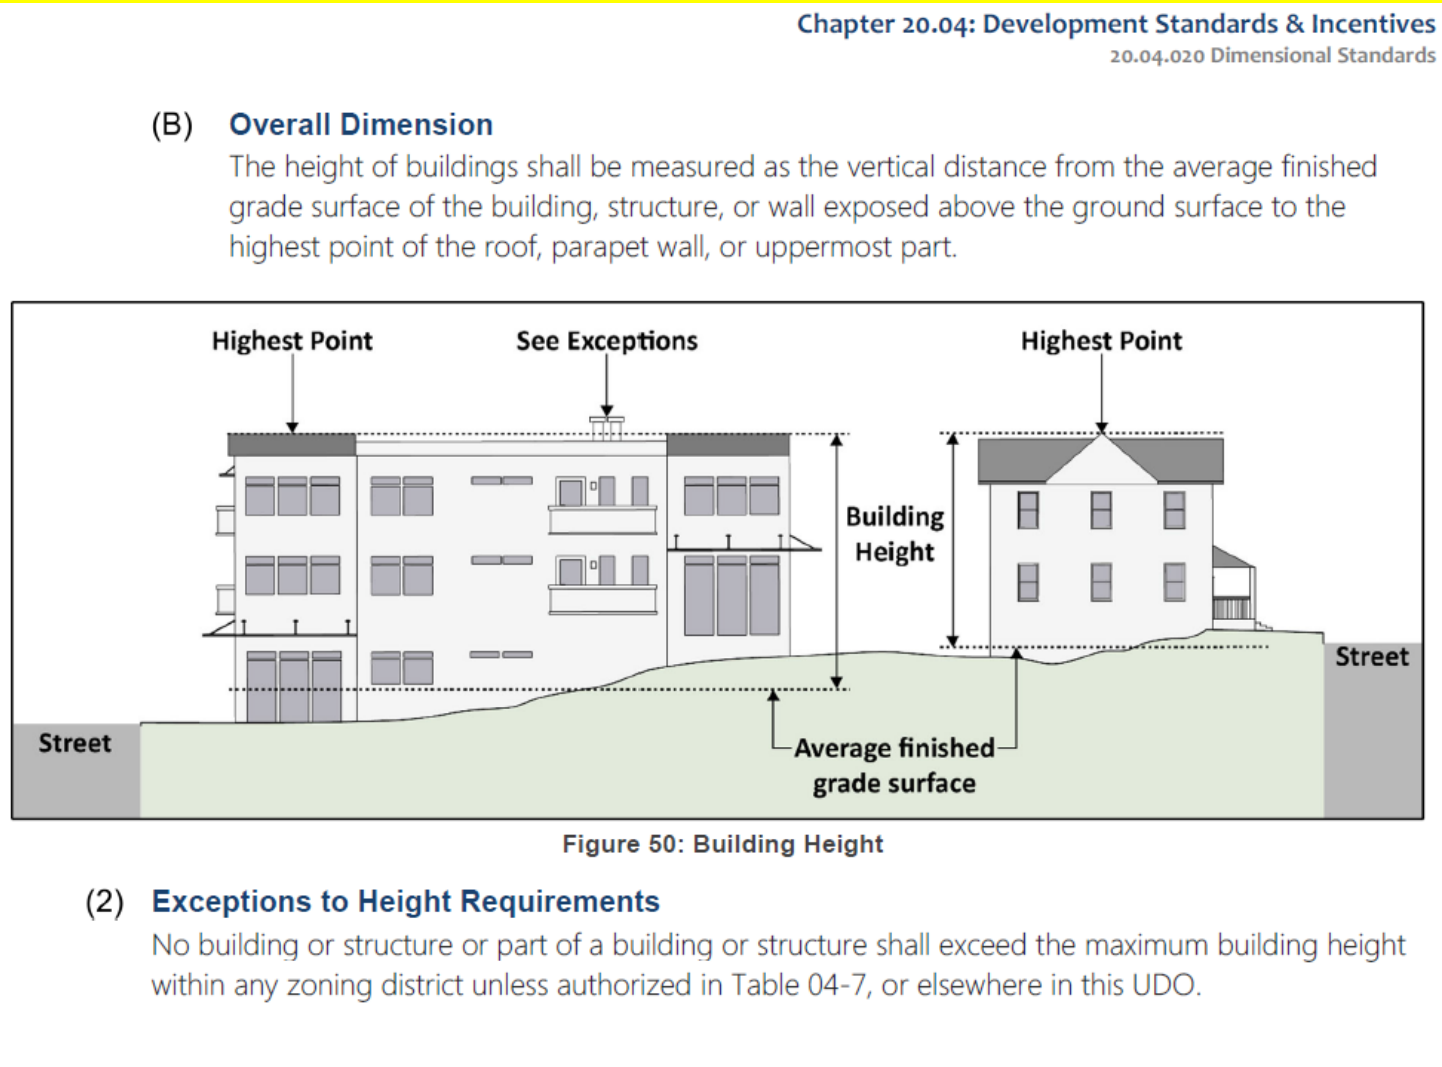 Chapter 20.04: Development Standards & Incentives
20.04.020 Dimensional Standards
(B) Overall Dimension
The height of buildings shall be measured as the vertical distance from the average finished
grade surface of the building, structure, or wall exposed above the ground surface to the
highest point of the roof, parapet wall, or uppermost part.
Highest Point
See Exceptions
Highest Point
Building
Height
Street
Street
Average finished
grade surface
Figure 50: Building Height
(2) Exceptions to Height Requirements
No building or structure or part of a building or structure shall exceed the maximum building height
within any zoning district unless authorized in Table 04-7, or elsewhere in this UDO.